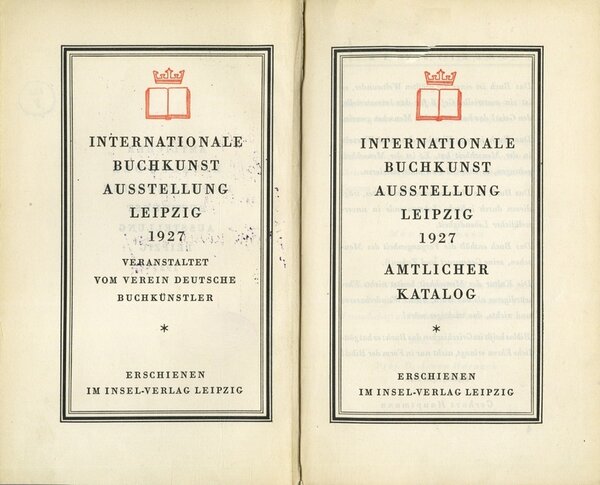 INTERNATIONALE
BUCHKUNST
AUSSTELLUNG
LEIPZIG
1927
VERANSTALTET
VOM VEREIN DEUTSCHE
BUCHKÜNSTLER
*
ERSCHIENEN
IM INSEL-VERLAG LEIPZIG
INTERNATIONALE
BUCHKUNST
AUSSTELLUNG
LEIPZIG
1927
AMTLICHER
KATALOG
*
ERSCHIENEN
IM INSEL-VERLAG LEIPZIG